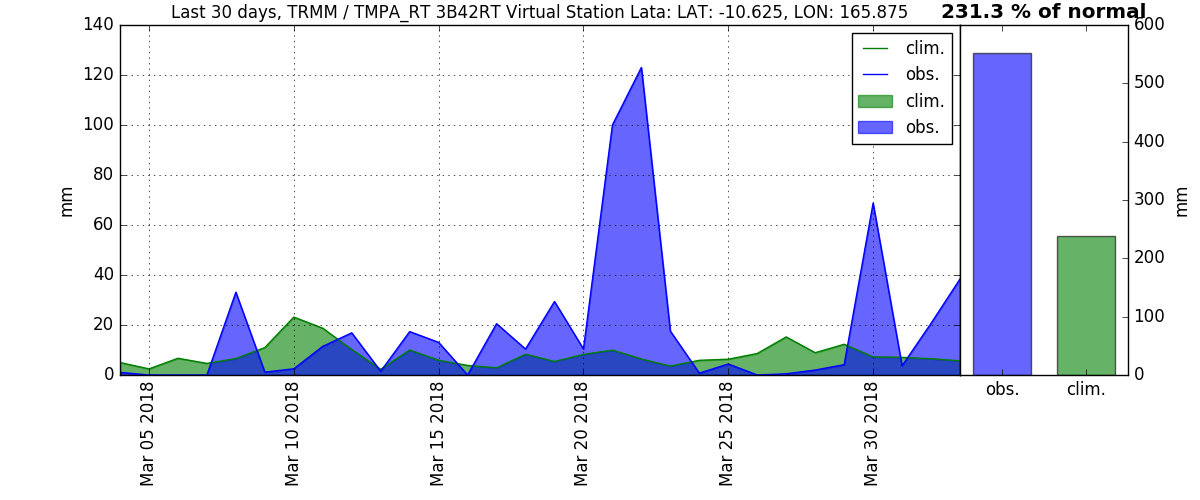 Last 30 days, TRMM / TMPA_RT 3B42RT Virtual Station Lata: LAT: -10.625, LON: 165.875
231.3 % of normal
140
120
100
80
60
40
20
0
mm
clim.
obs.
clim.
obs.
Mar 05 2018
Mar 10 2018
Mar 15 2018
Mar 20 2018
Mar 25 2018
Mar 30 2018
600
500
400
300
200
100
0
mm
obs.
clim.